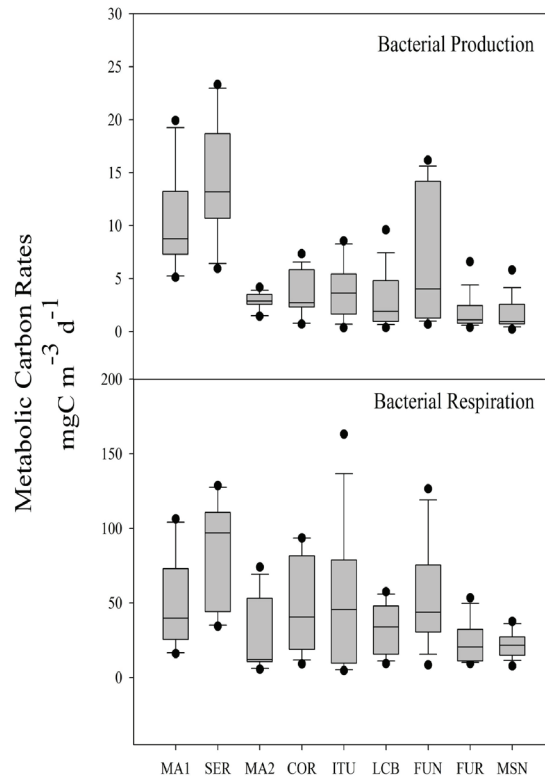 Metabolic Carbon Rates
mgC m-3 d-1
Bacterial Production
30
25
20
15
10
5
0
Bacterial Respiration
200
150
100
50
0
MA1 SER MA2 COR ITU LCB FUN FUR MSN